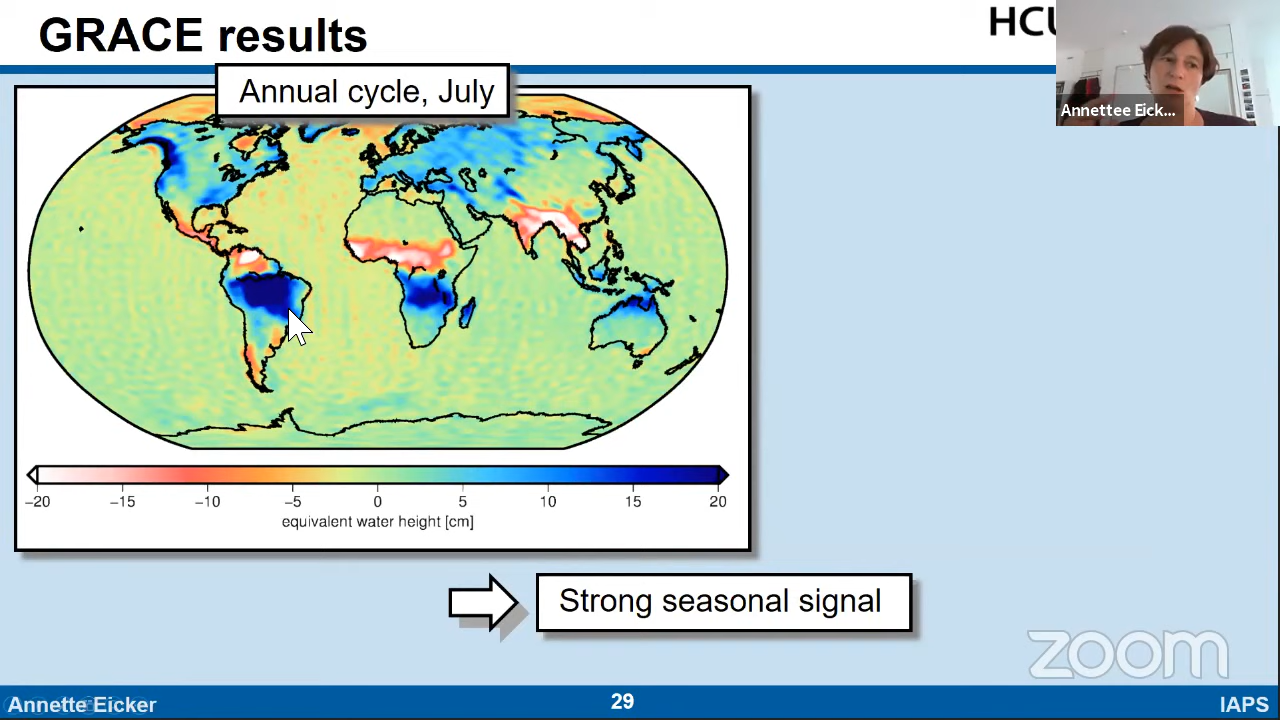 GRACE results
HCU
Annettee Eick...
Annual cycle, July
−20 −15 −10 −5 0 5 10 15 20
equivalent water height [cm]
Strong seasonal signal
zoom
Annette Eicker
29
IAPS